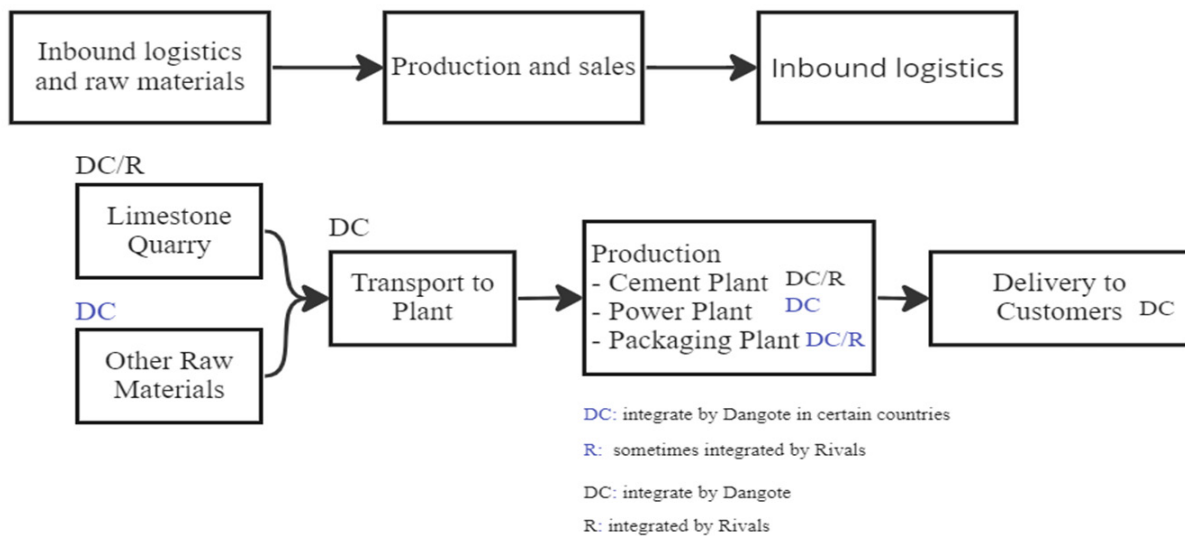 Inbound logistics
and raw materials
Production and sales
Inbound logistics
DC/R
Limestone
Quarry
DC
Other Raw
Materials
DC
Transport to
Plant
Production
- Cement Plant DC/R
- Power Plant DC
- Packaging Plant DC/R
Delivery to
Customers DC
DC: integrate by Dangote in certain countries
R: sometimes integrated by Rivals
DC: integrate by Dangote
R: integrated by Rivals